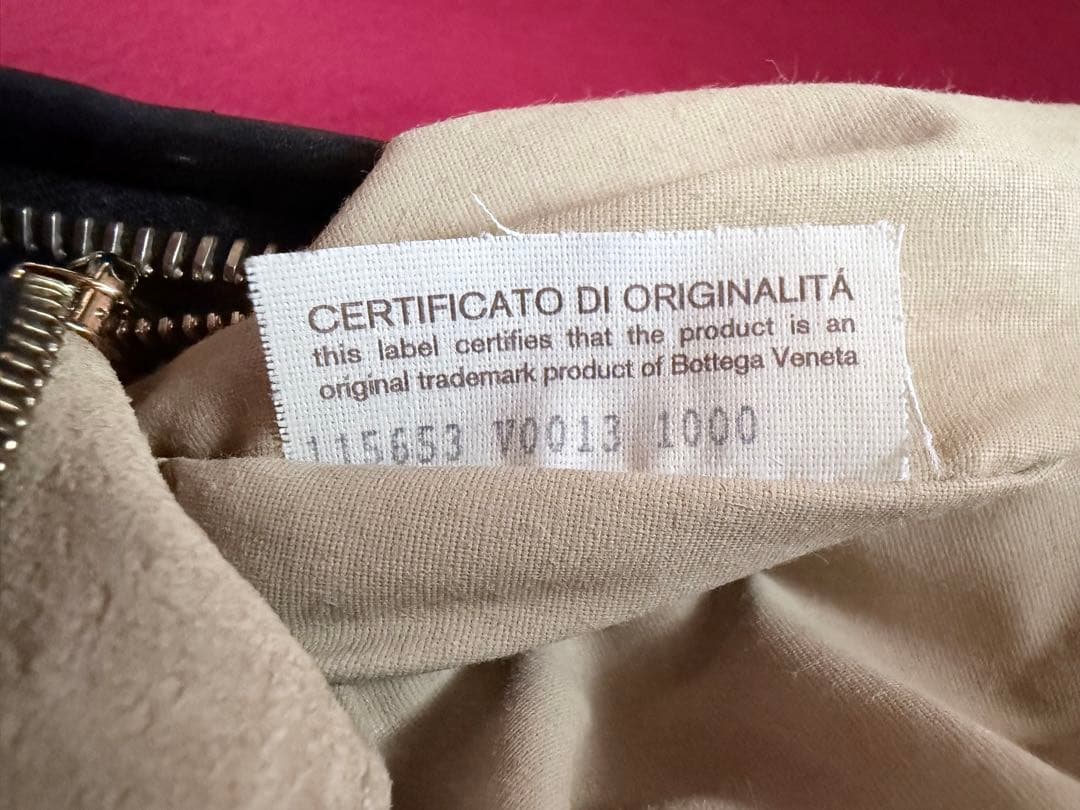 CERTIFICATO DI ORIGINALITÁ
this label certifies that the product is an
original trademark product of Bottega Veneta
115653 V0013 1000